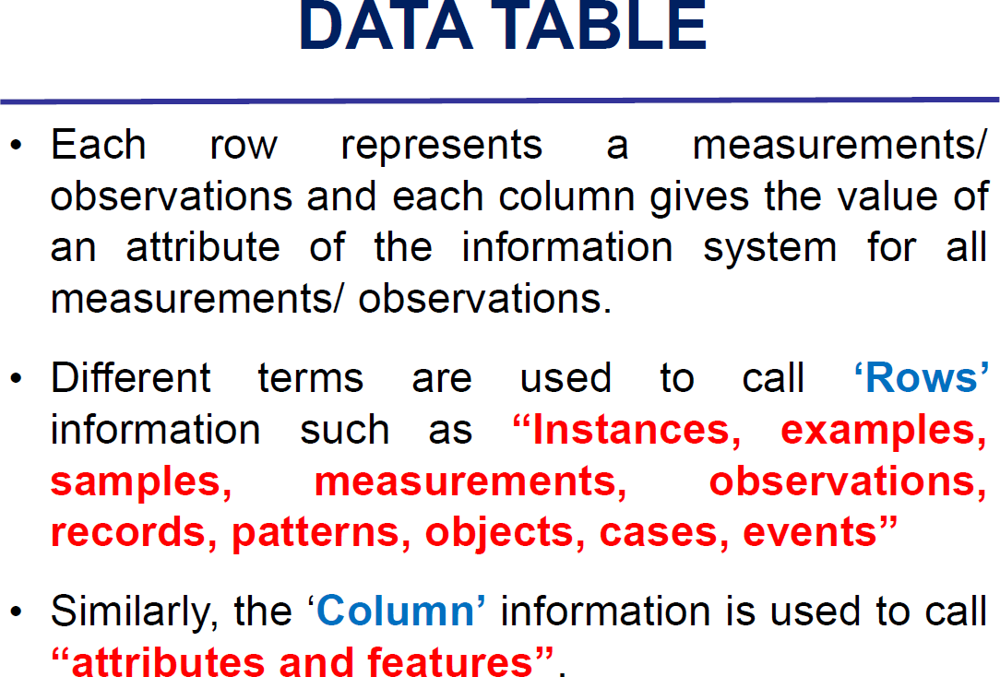 DATA TABLE
• Each row represents a measurements/
observations and each column gives the value of
an attribute of the information system for all
measurements/ observations.
• Different terms are used to call ‘Rows’
information such as “Instances, examples,
samples, measurements, observations,
records, patterns, objects, cases, events”
• Similarly, the ‘Column’ information is used to call
“attributes and features”.